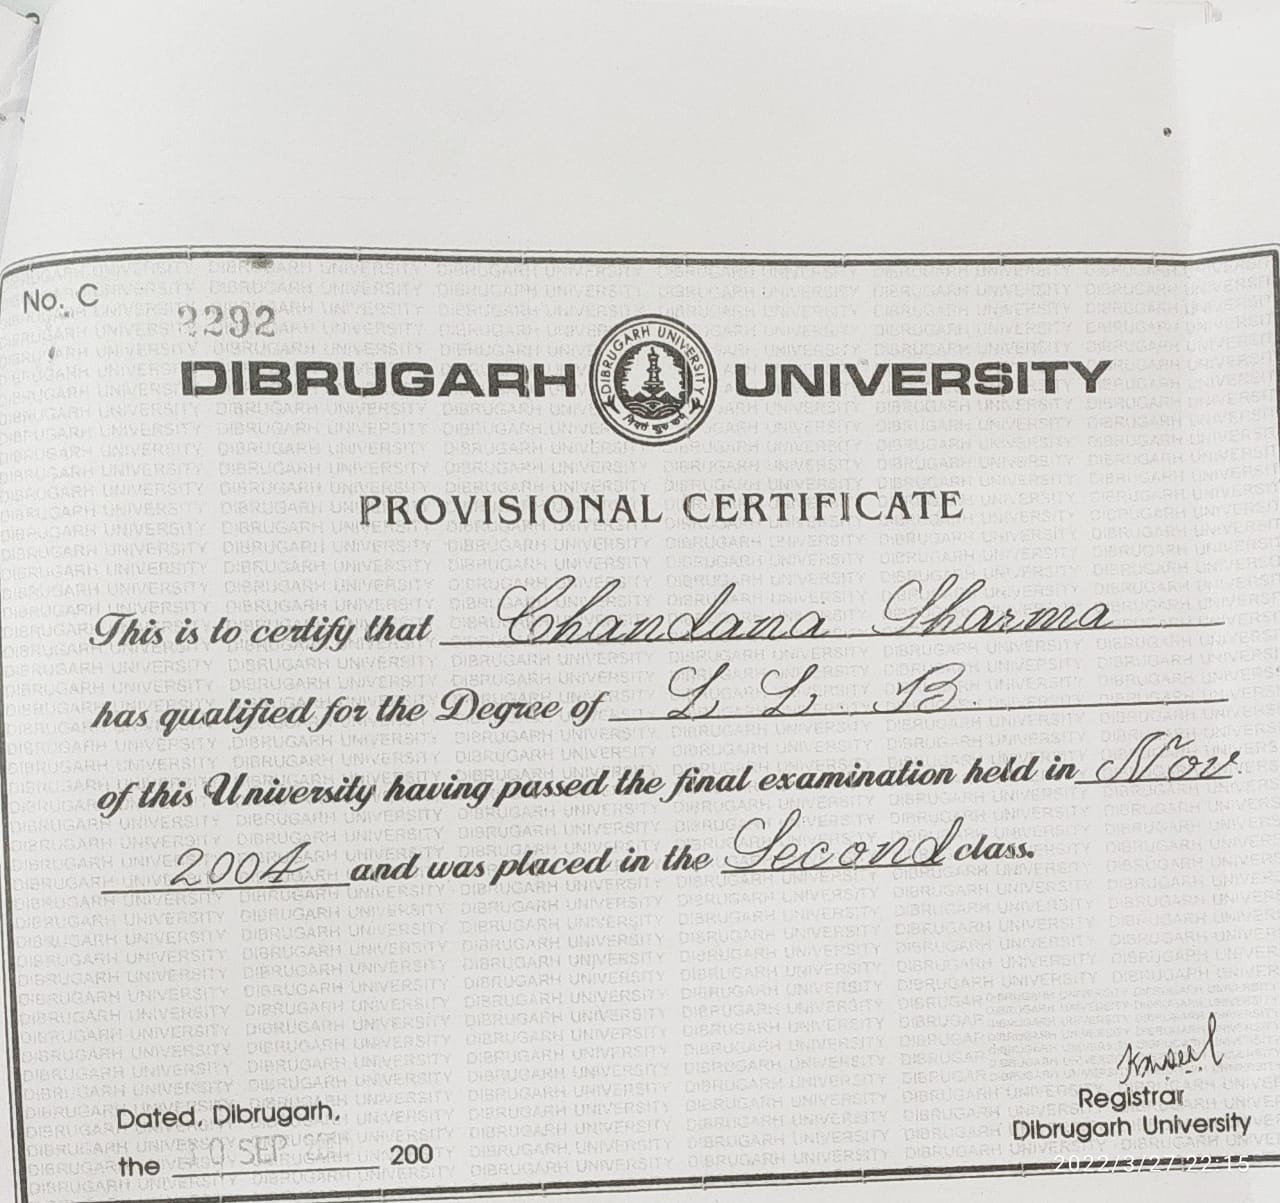 No. C
2292
DIBRUGARH UNIVERSITY
DIBRUGARH UNIVERSITY
PROVISIONAL CERTIFICATE
This is to certify that Chandana Sharma
has qualified for the Degree of L. L. B.
of this University having passed the final examination held in Nov.
2004 and was placed in the Second class.
Registrar
Dated, Dibrugarh,
Dibrugarh University
the 10 SEP 200
2022/3/27 22:15